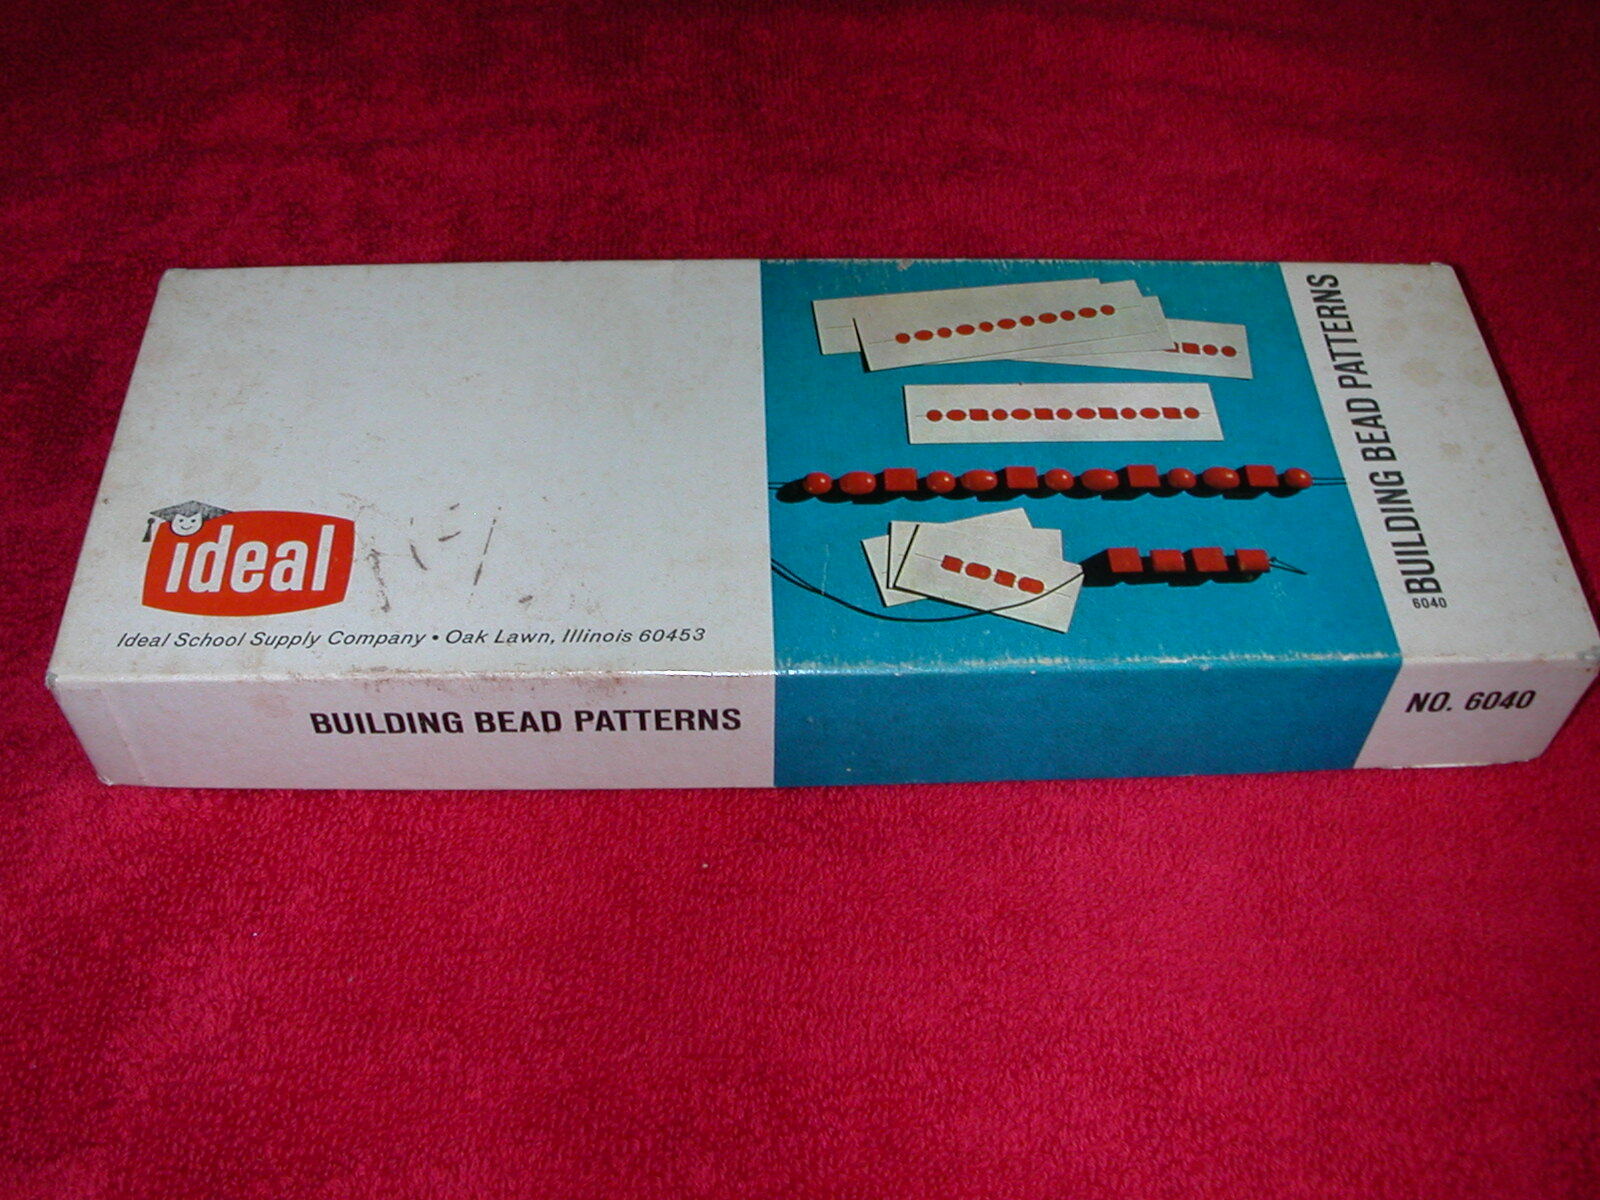 ideal
Ideal School Supply Company • Oak Lawn, Illinois 60453
BUILDING BEAD PATTERNS
6040
BUILDING BEAD PATTERNS
NO. 6040